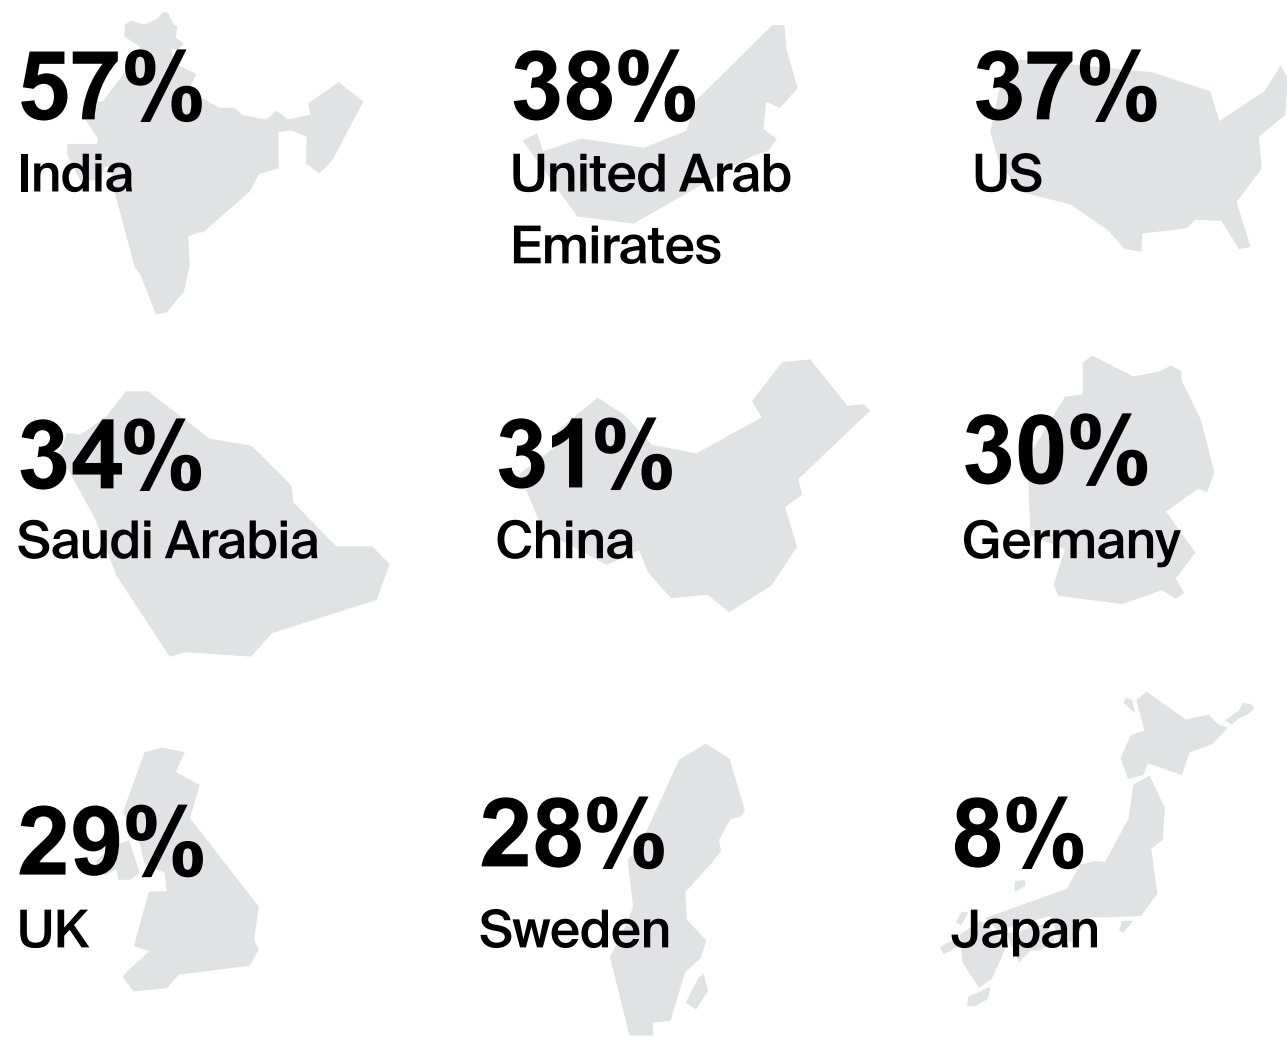 57%
India
38%
United Arab
Emirates
37%
US
34%
Saudi Arabia
31%
China
30%
Germany
29%
UK
28%
Sweden
8%
Japan